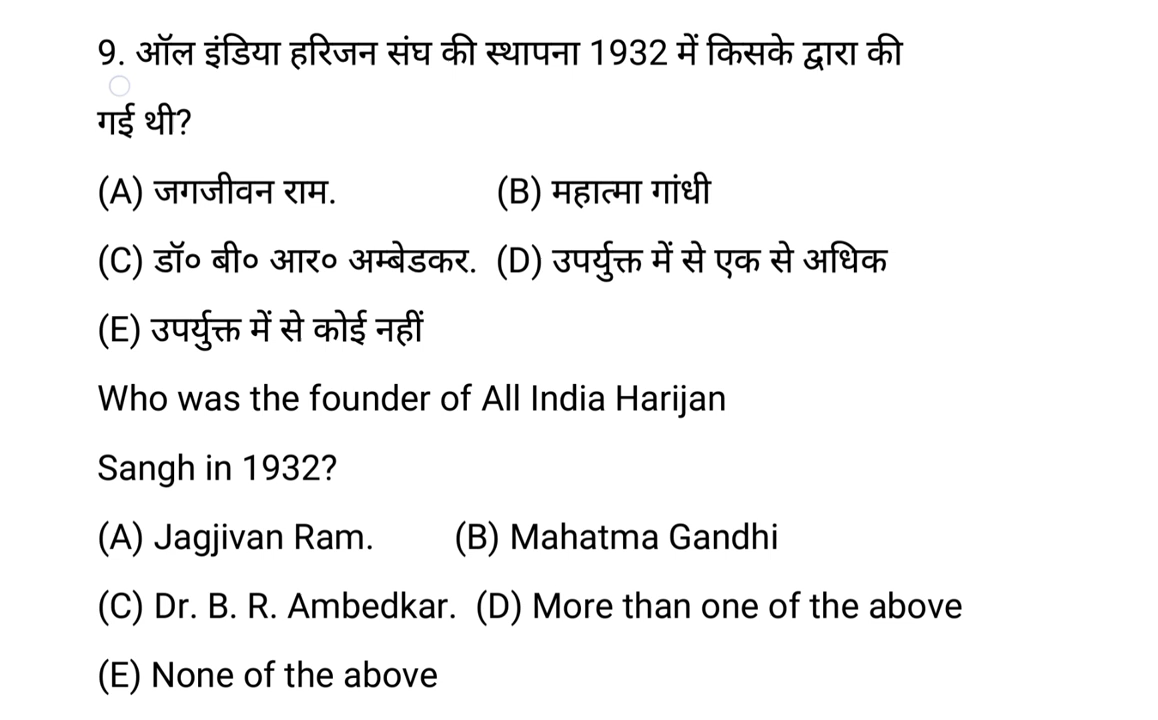 9. ऑल इंडिया हरिजन संघ की स्थापना 1932 में किसके द्वारा की
गई थी?
(A) जगजीवन राम. (B) महात्मा गांधी
(C) डॉ० बी० आर० अम्बेडकर. (D) उपर्युक्त में से एक से अधिक
(E) उपर्युक्त में से कोई नहीं
Who was the founder of All India Harijan
Sangh in 1932?
(A) Jagjivan Ram. (B) Mahatma Gandhi
(C) Dr. B. R. Ambedkar. (D) More than one of the above
(E) None of the above